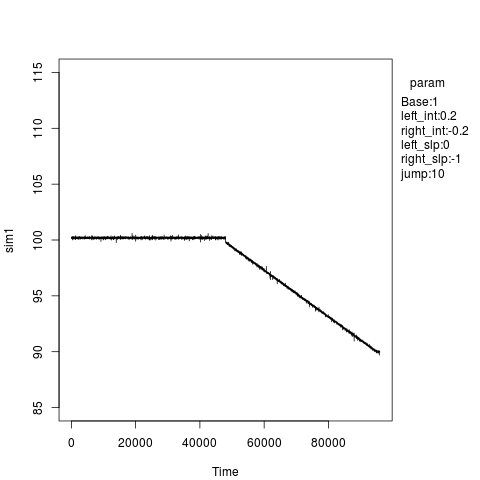 115
110
105
100
95
90
85
sim1
0 20000 40000 60000 80000
Time
param
Base:1
left_int:0.2
right_int:-0.2
left_slp:0
right_slp:-1
jump:10